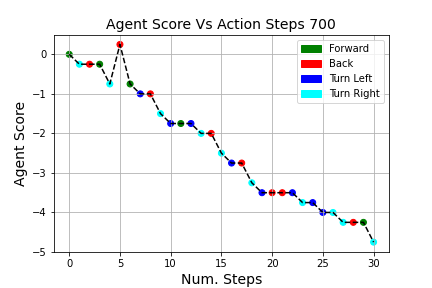 Agent Score Vs Action Steps 700
Forward
Back
Turn Left
Turn Right
Agent Score
0
−1
−2
−3
−4
−5
0 5 10 15 20 25 30
Num. Steps